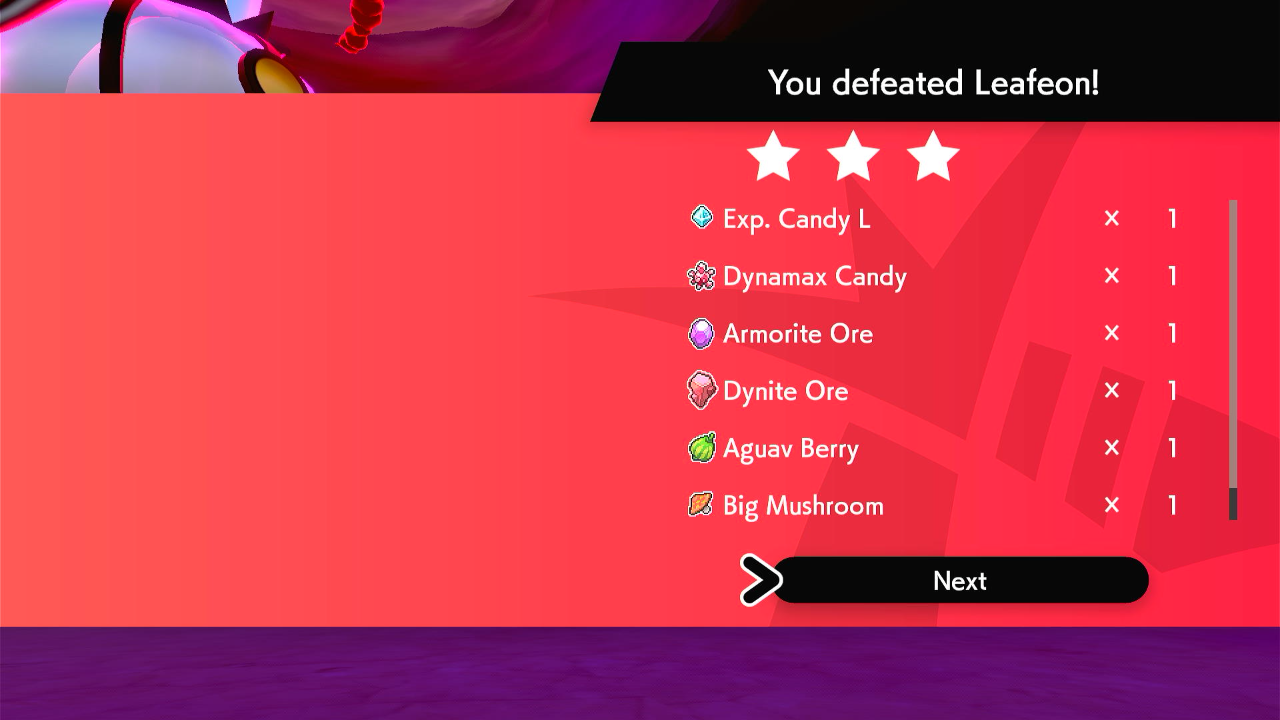 You defeated Leafeon!
Exp. Candy L × 1
Dynamax Candy × 1
Armorite Ore × 1
Dynite Ore × 1
Aguav Berry × 1
Big Mushroom × 1
Next